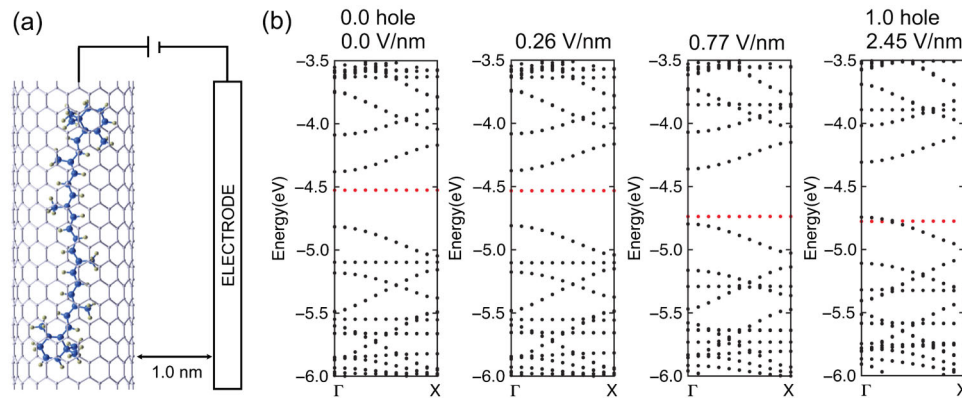 (a)
ELECTRODE
1.0 nm
(b)
0.0 hole
0.0 V/nm
0.26 V/nm
0.77 V/nm
1.0 hole
2.45 V/nm
Energy(eV)
−3.5
−4.0
−4.5
−5.0
−5.5
−6.0
Γ X
Energy(eV)
−3.5
−4.0
−4.5
−5.0
−5.5
−6.0
Γ X
Energy(eV)
−3.5
−4.0
−4.5
−5.0
−5.5
−6.0
Γ X
Energy(eV)
−3.5
−4.0
−4.5
−5.0
−5.5
−6.0
Γ X